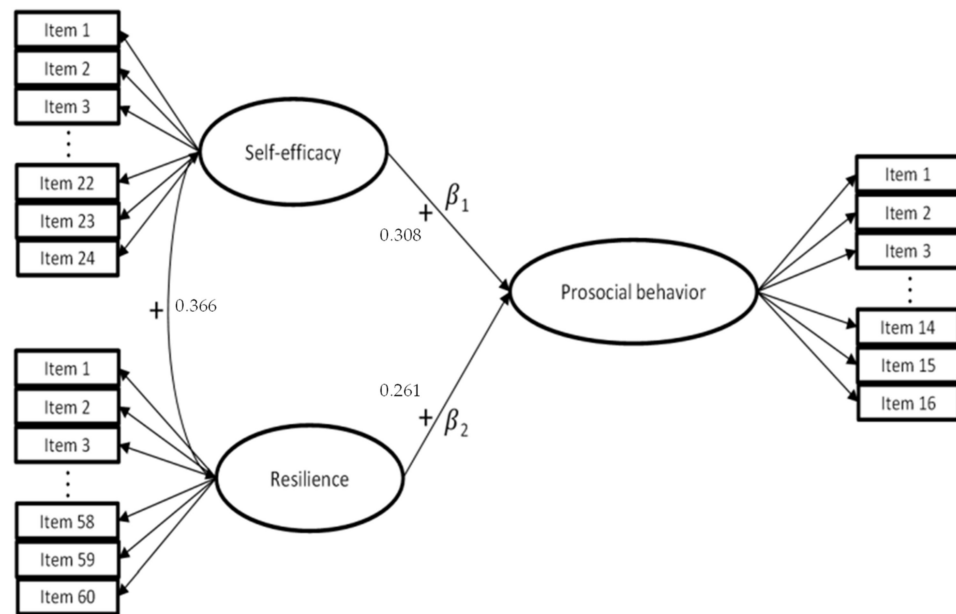 Item 1
Item 2
Item 3
⋮
Item 22
Item 23
Item 24
Self-efficacy
+ β1
0.308
+ 0.366
Item 1
Item 2
Item 3
⋮
Item 58
Item 59
Item 60
Resilience
0.261
+ β2
Prosocial behavior
Item 1
Item 2
Item 3
⋮
Item 14
Item 15
Item 16